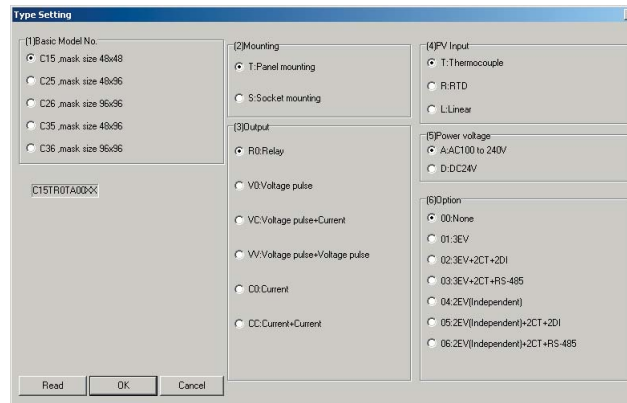 Type Setting
(1)Basic Model No.
C15 ,mask size 48x48
C25 ,mask size 48x96
C26 ,mask size 96x96
C35 ,mask size 48x96
C36 ,mask size 96x96
C15TR0TA00XX
(2)Mounting
T:Panel mounting
S:Socket mounting
(3)Output
R0:Relay
V0:Voltage pulse
VC:Voltage pulse+Current
VV:Voltage pulse+Voltage pulse
C0:Current
CC:Current+Current
(4)PV Input
T:Thermocouple
R:RTD
L:Linear
(5)Power voltage
A:AC100 to 240V
D:DC24V
(6)Option
00:None
01:3EV
02:3EV+2CT+2DI
03:3EV+2CT+RS-485
04:2EV(Independent)
05:2EV(Independent)+2CT+2DI
06:2EV(Independent)+2CT+RS-485
Read
OK
Cancel